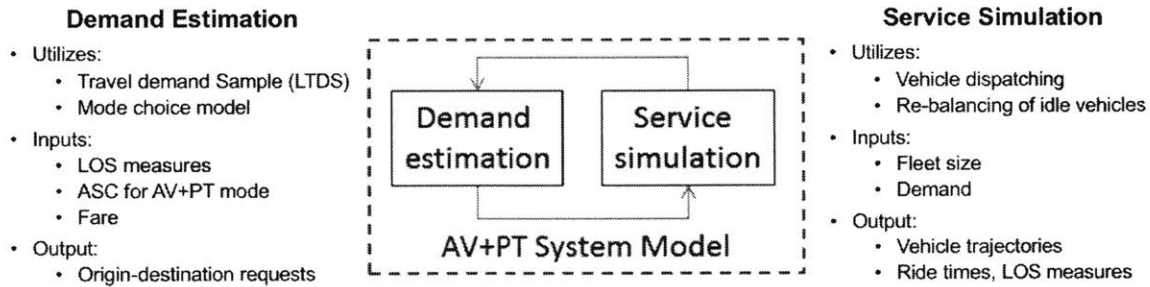 Demand Estimation
• Utilizes:
• Travel demand Sample (LTDS)
• Mode choice model
• Inputs:
• LOS measures
• ASC for AV+PT mode
• Fare
• Output:
• Origin-destination requests
Demand
estimation
Service
simulation
AV+PT System Model
Service Simulation
• Utilizes:
• Vehicle dispatching
• Re-balancing of idle vehicles
• Inputs:
• Fleet size
• Demand
• Output:
• Vehicle trajectories
• Ride times, LOS measures